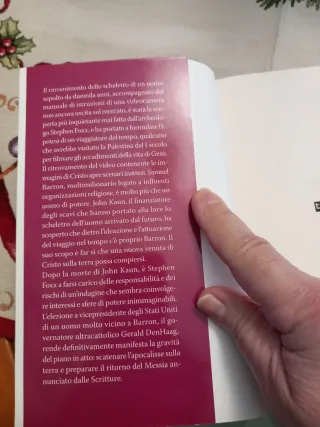 Il rinvenimento dello scheletro di un uomo
sepolto da duemila anni, accompagnato dal
manuale di istruzioni di una videocamera
non ancora uscita sul mercato, è stata la sco-
perta più inquietante mai fatta dall'archeolo-
go Stephen Foxx, e ha portato a formulare l'i-
potesi di un viaggiatore del tempo, qualcuno
che avrebbe visitato la Palestina del I secolo
per filmare gli accadimenti della vita di Gesù.
Il ritrovamento del video contenente le im-
magini di Cristo apre scenari inattesi. Samuel
Barron, multimilionario legato a influenti
organizzazioni religiose, è molto più che un
uomo di potere. John Kaun, il finanziatore
degli scavi che hanno portato alla luce lo
scheletro dell'uomo arrivato dal futuro, ha
scoperto che dietro l'ideazione e l'attuazione
del viaggio nel tempo c'è proprio Barron. Il
suo scopo è far sì che una nuova venuta di
Cristo sulla terra possa compiersi.
Dopo la morte di John Kaun, è Stephen
Foxx a farsi carico delle responsabilità e dei
rischi di un'indagine che sembra coinvolge-
re interessi e sfere di potere inimmaginabili.
L'elezione a vicepresidente degli Stati Uniti
di un uomo molto vicino a Barron, il go-
vernatore ultracattolico Gerald DenHaag,
rende definitivamente manifesta la gravità
del piano in atto: scatenare l'apocalisse sulla
terra e preparare il ritorno del Messia an-
nunciato dalle Scritture.